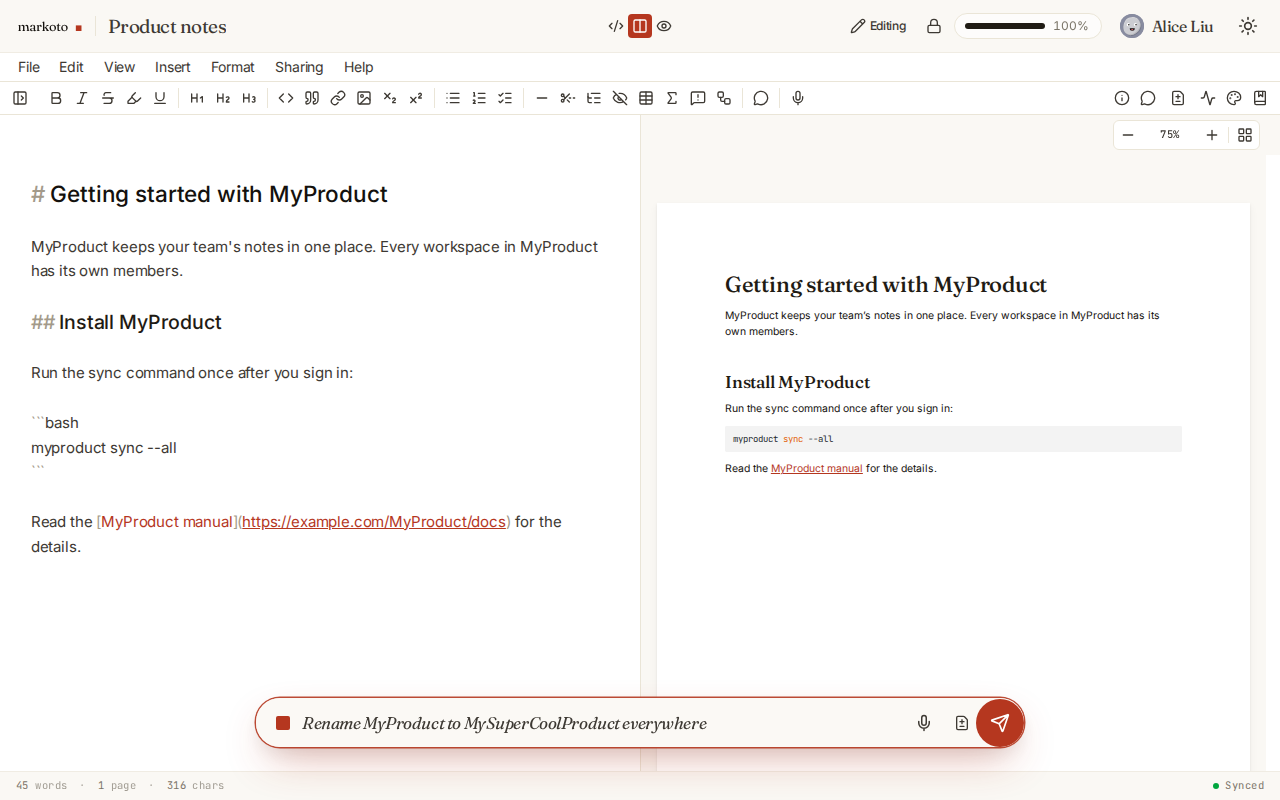 markoto
Product notes
Editing
100%
Alice Liu
File Edit View Insert Format Sharing Help
B I S U H1 H2 H3 x2 x2
75%
# Getting started with MyProduct
MyProduct keeps your team's notes in one place. Every workspace in MyProduct
has its own members.
## Install MyProduct
Run the sync command once after you sign in:
```bash
myproduct sync --all
```
Read the [MyProduct manual](https://example.com/MyProduct/docs) for the
details.
Getting started with MyProduct
MyProduct keeps your team's notes in one place. Every workspace in MyProduct has its
own members.
Install MyProduct
Run the sync command once after you sign in:
myproduct sync --all
Read the MyProduct manual for the details.
Rename MyProduct to MySuperCoolProduct everywhere
45 words · 1 page · 316 chars
Synced